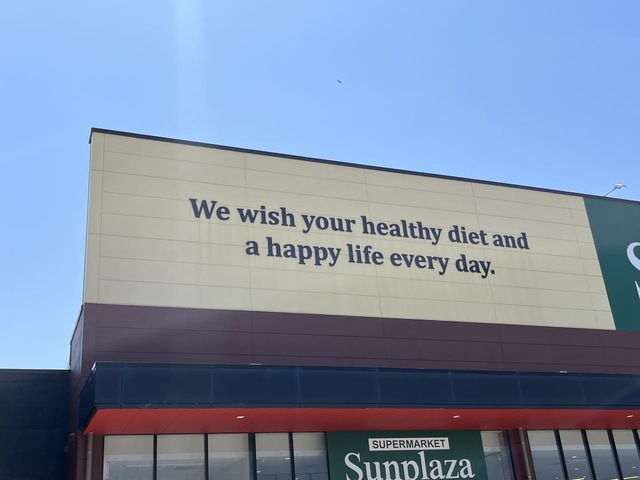 We wish your healthy diet and
a happy life every day.
SUPERMARKET
Sunplaza